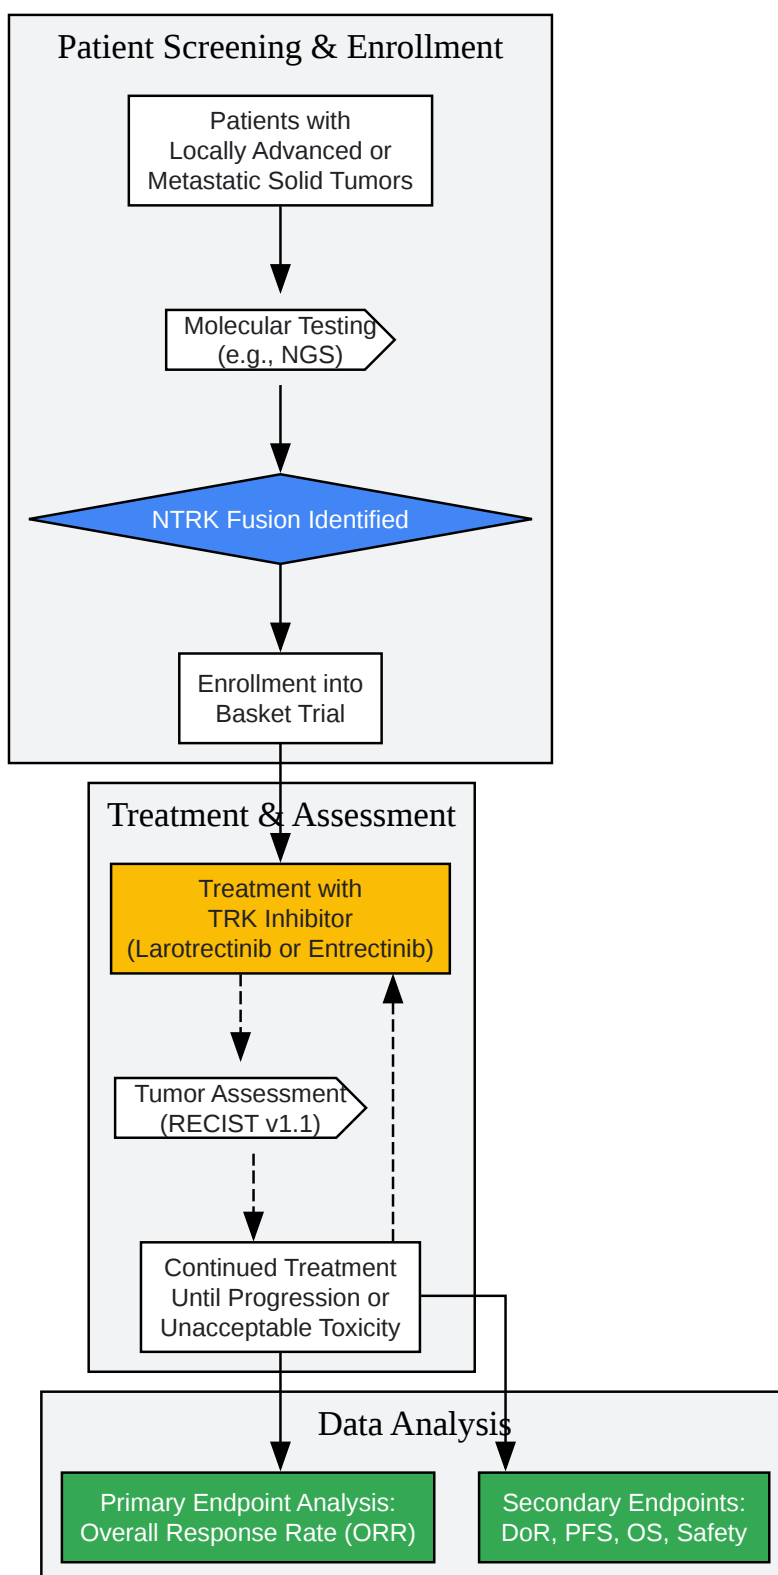 Patient Screening & Enrollment
Patients with
Locally Advanced or
Metastatic Solid Tumors
Molecular Testing
(e.g., NGS)
NTRK Fusion Identified
Enrollment into
Basket Trial
Treatment & Assessment
Treatment with
TRK Inhibitor
(Larotrectinib or Entrectinib)
Tumor Assessment
(RECIST v1.1)
Continued Treatment
Until Progression or
Unacceptable Toxicity
Data Analysis
Primary Endpoint Analysis:
Overall Response Rate (ORR)
Secondary Endpoints:
DoR, PFS, OS, Safety